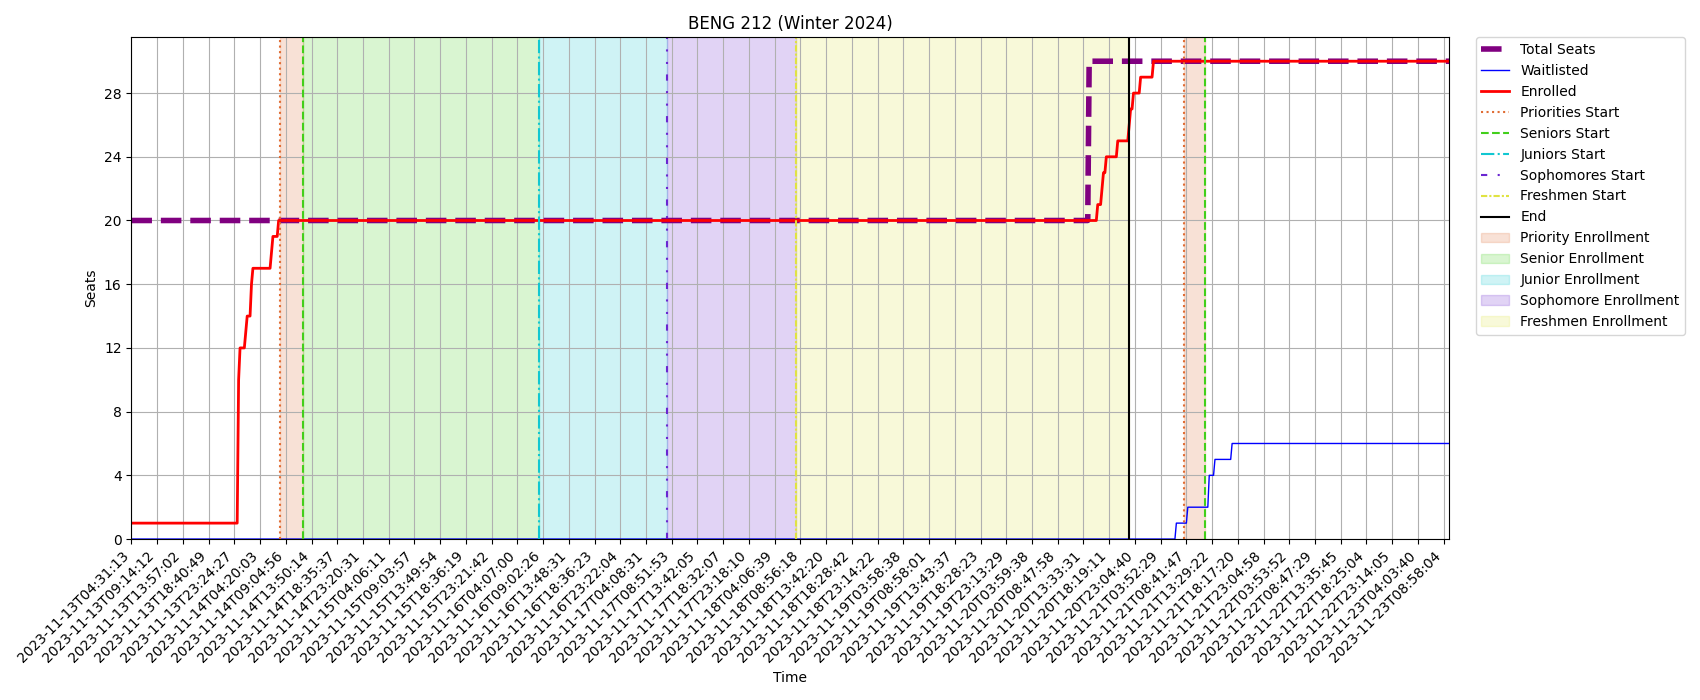 BENG 212 (Winter 2024)
Seats
28
24
20
16
12
8
4
0
2023-11-13T04:31:13
2023-11-13T09:14:12
2023-11-13T13:57:02
2023-11-13T18:40:49
2023-11-13T23:24:27
2023-11-14T04:20:03
2023-11-14T09:04:56
2023-11-14T13:50:14
2023-11-14T18:35:37
2023-11-14T23:20:31
2023-11-15T04:06:11
2023-11-15T09:03:57
2023-11-15T13:49:54
2023-11-15T18:36:19
2023-11-15T23:21:42
2023-11-16T04:07:00
2023-11-16T09:02:26
2023-11-16T13:48:31
2023-11-16T18:36:23
2023-11-16T23:22:04
2023-11-17T04:08:31
2023-11-17T08:51:53
2023-11-17T13:42:05
2023-11-17T18:32:07
2023-11-17T23:18:10
2023-11-18T04:06:39
2023-11-18T08:56:18
2023-11-18T13:42:20
2023-11-18T18:28:42
2023-11-18T23:14:22
2023-11-19T03:58:38
2023-11-19T08:58:01
2023-11-19T13:43:37
2023-11-19T18:28:23
2023-11-19T23:13:29
2023-11-20T03:59:38
2023-11-20T08:47:58
2023-11-20T13:33:31
2023-11-20T18:19:11
2023-11-20T23:04:40
2023-11-21T03:52:29
2023-11-21T08:41:47
2023-11-21T13:29:22
2023-11-21T18:17:20
2023-11-21T23:04:58
2023-11-22T03:53:52
2023-11-22T08:47:29
2023-11-22T13:35:45
2023-11-22T18:25:04
2023-11-22T23:14:05
2023-11-23T04:03:40
2023-11-23T08:58:04
Time
Total Seats
Waitlisted
Enrolled
Priorities Start
Seniors Start
Juniors Start
Sophomores Start
Freshmen Start
End
Priority Enrollment
Senior Enrollment
Junior Enrollment
Sophomore Enrollment
Freshmen Enrollment